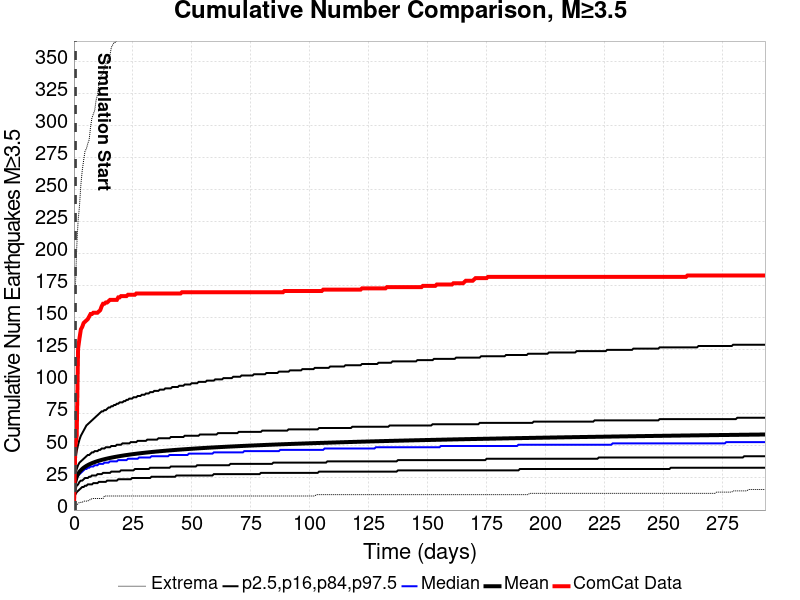 Cumulative Number Comparison, M≥3.5
Cumulative Num Earthquakes M≥3.5
350
325
300
275
250
225
200
175
150
125
100
75
50
25
0
Simulation Start
0 25 50 75 100 125 150 175 200 225 250 275
Time (days)
Extrema p2.5,p16,p84,p97.5 Median Mean ComCat Data